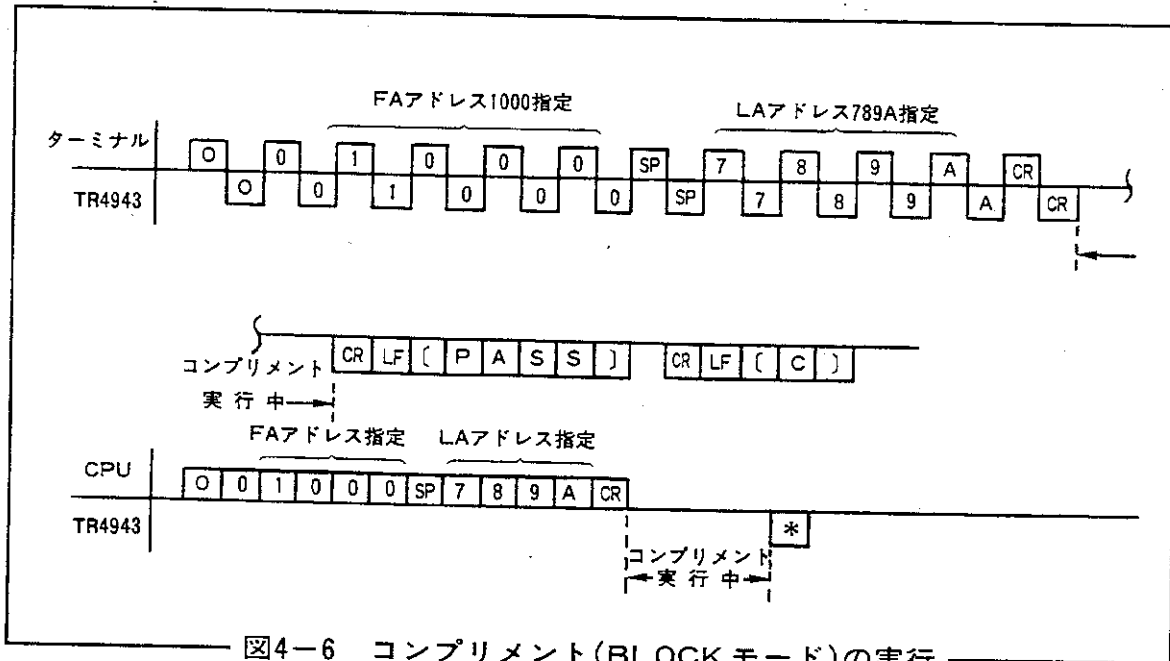 FAアドレス1000指定 LAアドレス789A指定
ターミナル O 0 1 0 0 0 SP 7 8 9 A CR
TR4943 O 0 1 0 0 0 SP 7 8 9 A CR
コンプリメント
実行中
CR LF [ P A S S ] CR LF [ C ]
FAアドレス指定 LAアドレス指定
CPU O 0 1 0 0 0 SP 7 8 9 A CR
TR4943 *
コンプリメント
実行中
図4-6 コンプリメント(BLOCKモード)の実行